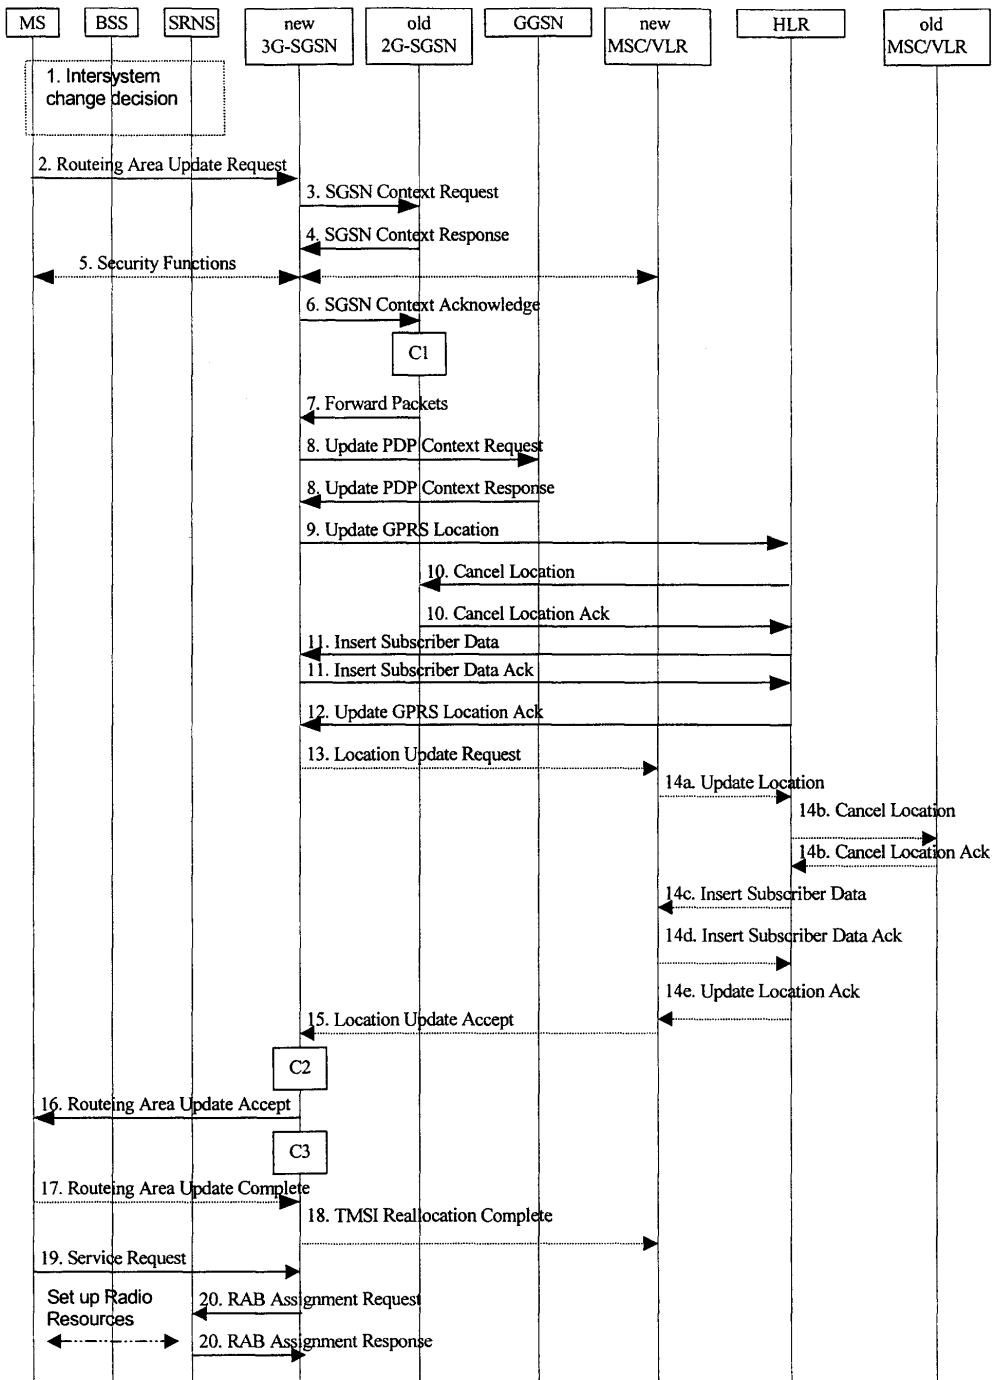 MS
BSS
SRNS
new
3G-SGSN
old
2G-SGSN
GGSN
new
MSC/VLR
HLR
old
MSC/VLR
1. Intersystem
change decision
2. Routeing Area Update Request
3. SGSN Context Request
4. SGSN Context Response
5. Security Functions
6. SGSN Context Acknowledge
C1
7. Forward Packets
8. Update PDP Context Request
8. Update PDP Context Response
9. Update GPRS Location
10. Cancel Location
10. Cancel Location Ack
11. Insert Subscriber Data
11. Insert Subscriber Data Ack
12. Update GPRS Location Ack
13. Location Update Request
14a. Update Location
14b. Cancel Location
14b. Cancel Location Ack
14c. Insert Subscriber Data
14d. Insert Subscriber Data Ack
14e. Update Location Ack
15. Location Update Accept
C2
16. Routeing Area Update Accept
C3
17. Routeing Area Update Complete
18. TMSI Reallocation Complete
19. Service Request
Set up Radio
Resources
20. RAB Assignment Request
20. RAB Assignment Response